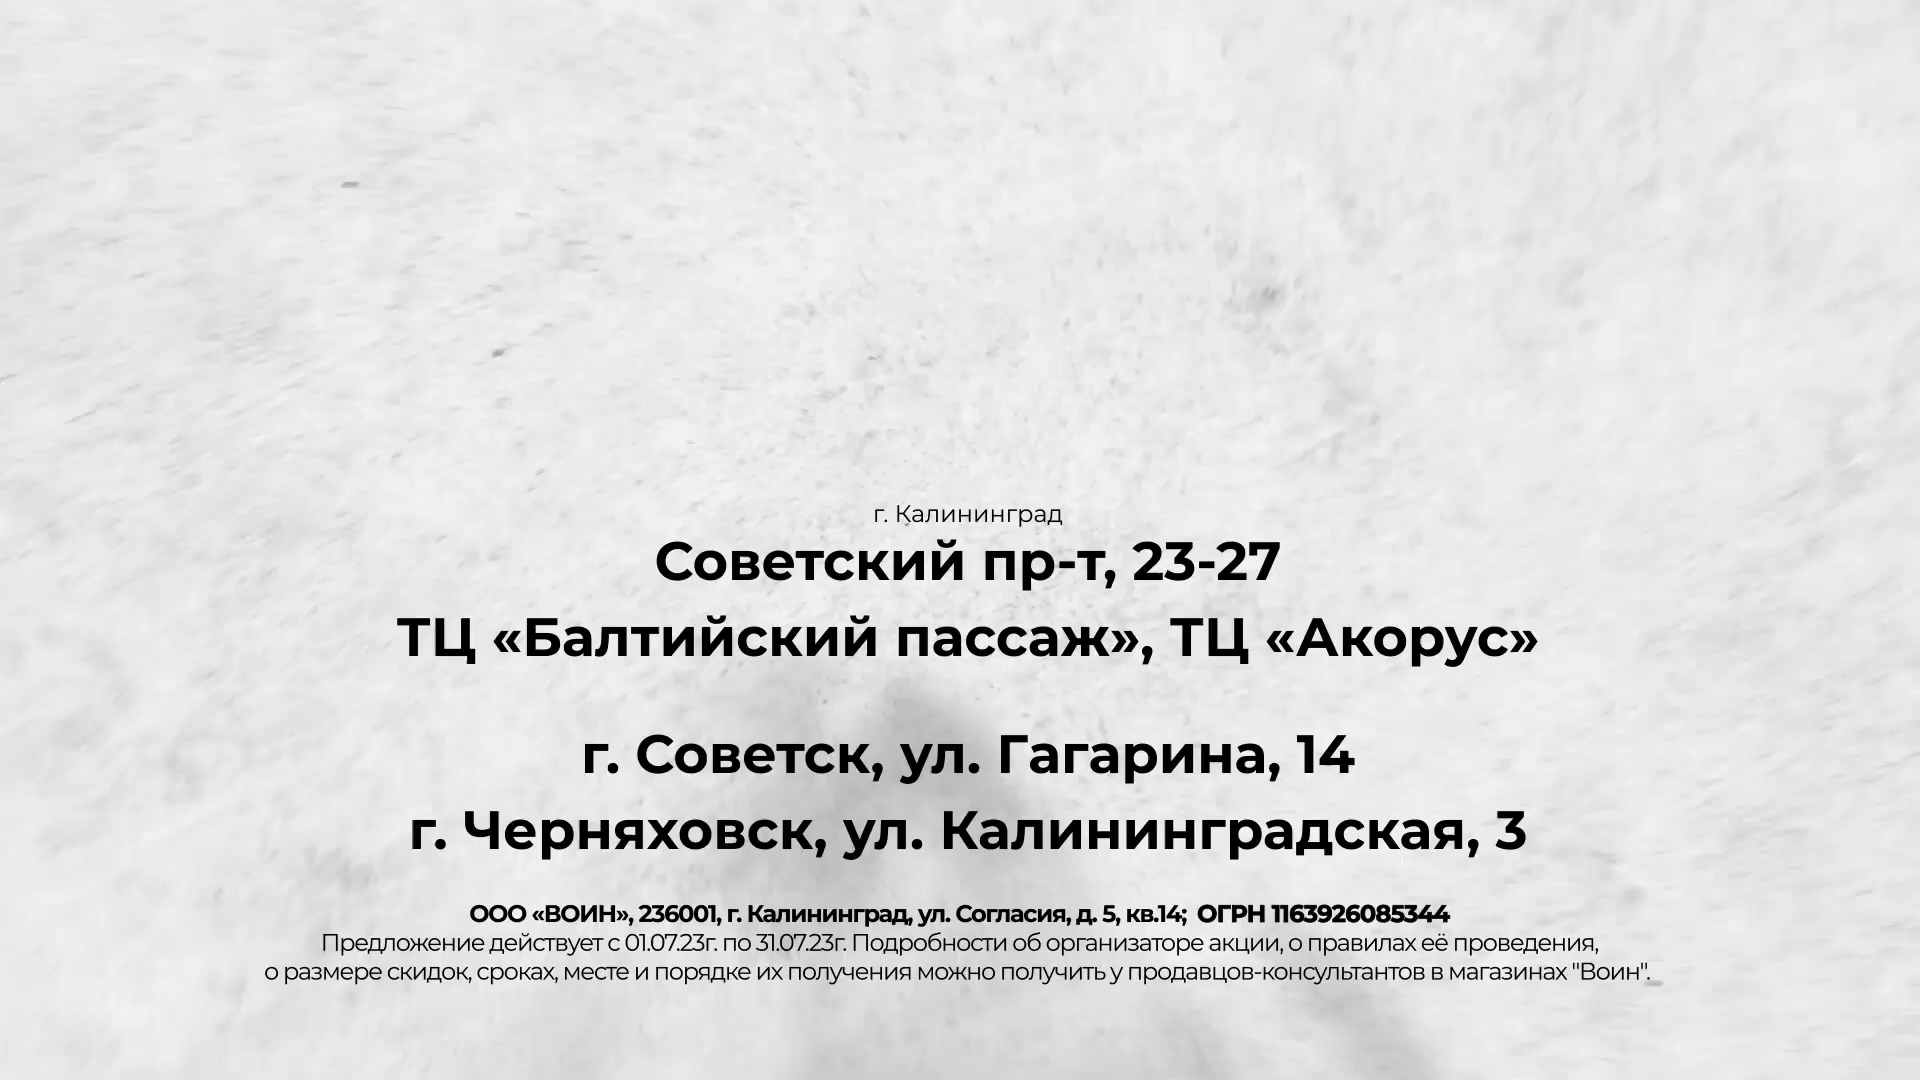 г. Калининград
Советский пр-т, 23-27
ТЦ «Балтийский пассаж», ТЦ «Акорус»
г. Советск, ул. Гагарина, 14
г. Черняховск, ул. Калининградская, 3
ООО «ВОИН», 236001, г. Калининград, ул. Согласия, д. 5, кв.14; ОГРН 1163926085344
Предложение действует с 01.07.23г. по 31.07.23г. Подробности об организаторе акции, о правилах её проведения,
о размере скидок, сроках, месте и порядке их получения можно получить у продавцов-консультантов в магазинах "Воин".